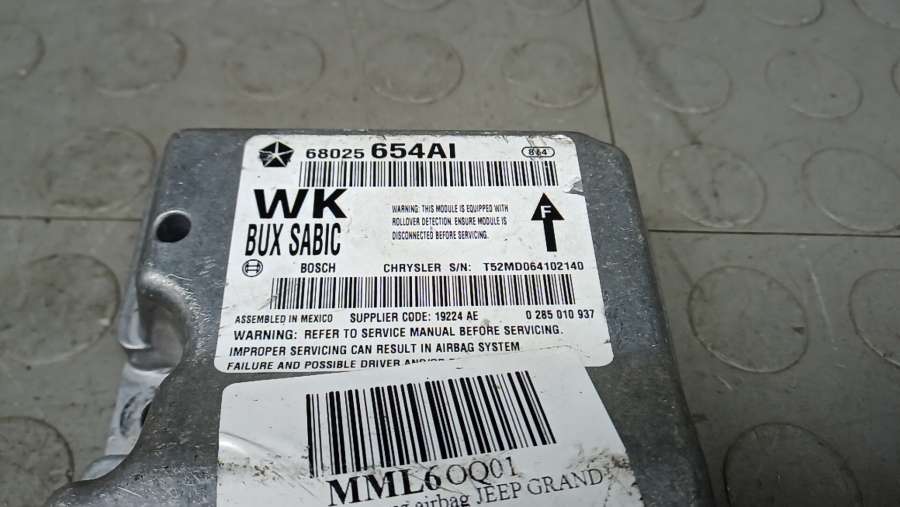 68025 654AI 864
WK
BUX SABIC
WARNING: THIS MODULE IS EQUIPPED WITH
ROLLOVER DETECTION. ENSURE MODULE IS
DISCONNECTED BEFORE SERVICING.
F
BOSCH CHRYSLER S/N: T52MD064102140
ASSEMBLED IN MEXICO SUPPLIER CODE: 19224 AE 0 285 010 937
WARNING: REFER TO SERVICE MANUAL BEFORE SERVICING.
IMPROPER SERVICING CAN RESULT IN AIRBAG SYSTEM
FAILURE AND POSSIBLE DRIVER AND/OR
MML6OQ01
airbag JEEP GRAND